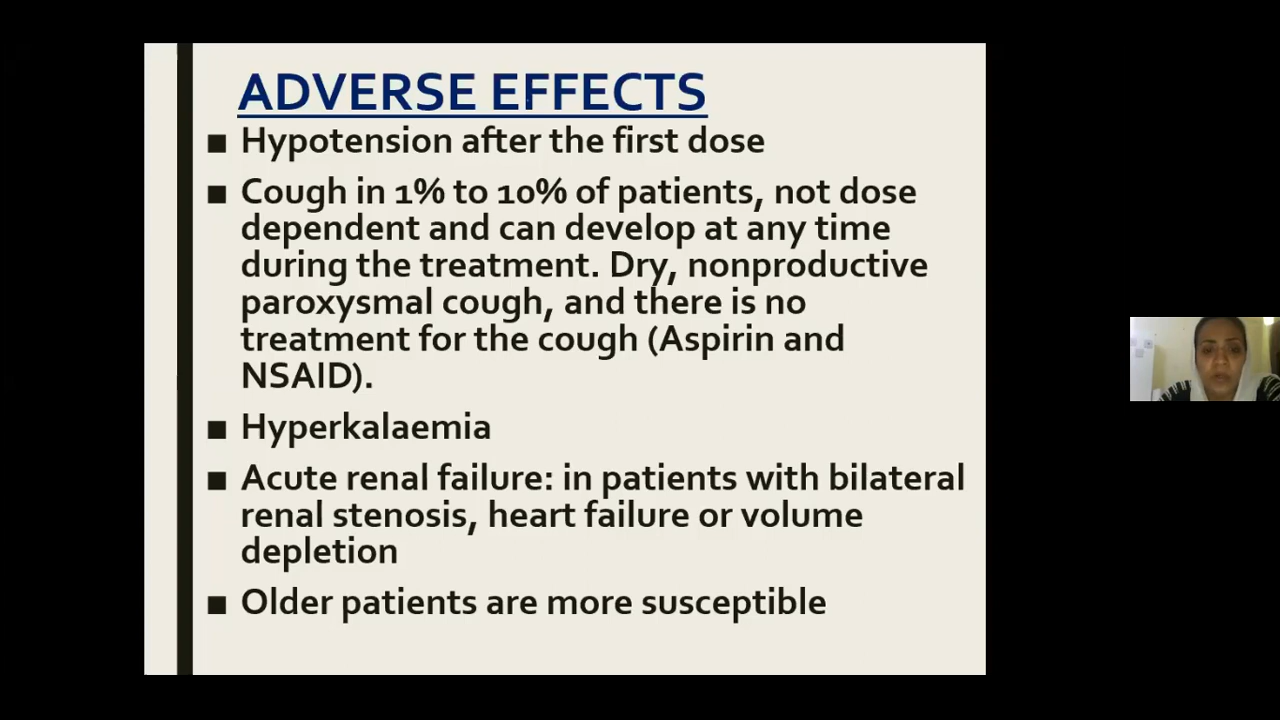 ADVERSE EFFECTS
■ Hypotension after the first dose
■ Cough in 1% to 10% of patients, not dose
dependent and can develop at any time
during the treatment. Dry, nonproductive
paroxysmal cough, and there is no
treatment for the cough (Aspirin and
NSAID).
■ Hyperkalaemia
■ Acute renal failure: in patients with bilateral
renal stenosis, heart failure or volume
depletion
■ Older patients are more susceptible